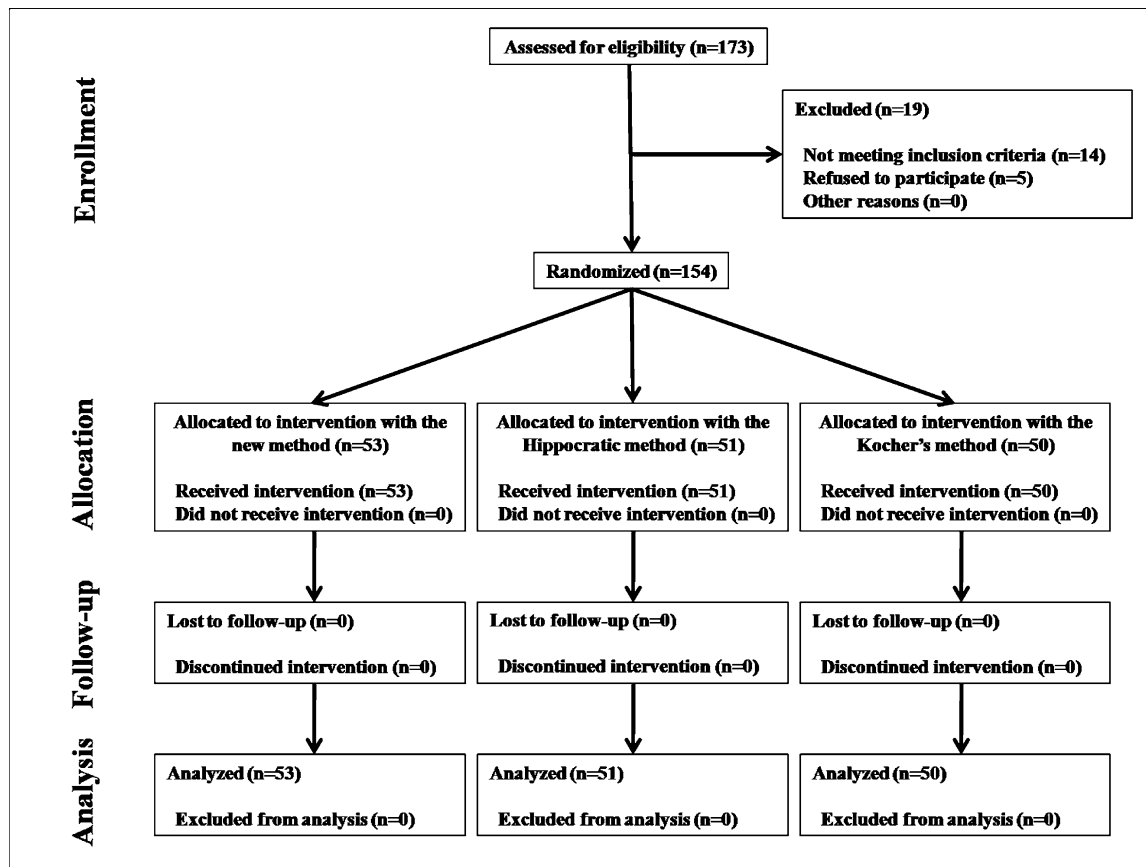 Enrollment
Assessed for eligibility (n=173)
Excluded (n=19)
Not meeting inclusion criteria (n=14)
Refused to participate (n=5)
Other reasons (n=0)
Randomized (n=154)
Allocation
Allocated to intervention with the
new method (n=53)
Received intervention (n=53)
Did not receive intervention (n=0)
Allocated to intervention with the
Hippocratic method (n=51)
Received intervention (n=51)
Did not receive intervention (n=0)
Allocated to intervention with the
Kocher's method (n=50)
Received intervention (n=50)
Did not receive intervention (n=0)
Follow-up
Lost to follow-up (n=0)
Discontinued intervention (n=0)
Lost to follow-up (n=0)
Discontinued intervention (n=0)
Lost to follow-up (n=0)
Discontinued intervention (n=0)
Analysis
Analyzed (n=53)
Excluded from analysis (n=0)
Analyzed (n=51)
Excluded from analysis (n=0)
Analyzed (n=50)
Excluded from analysis (n=0)